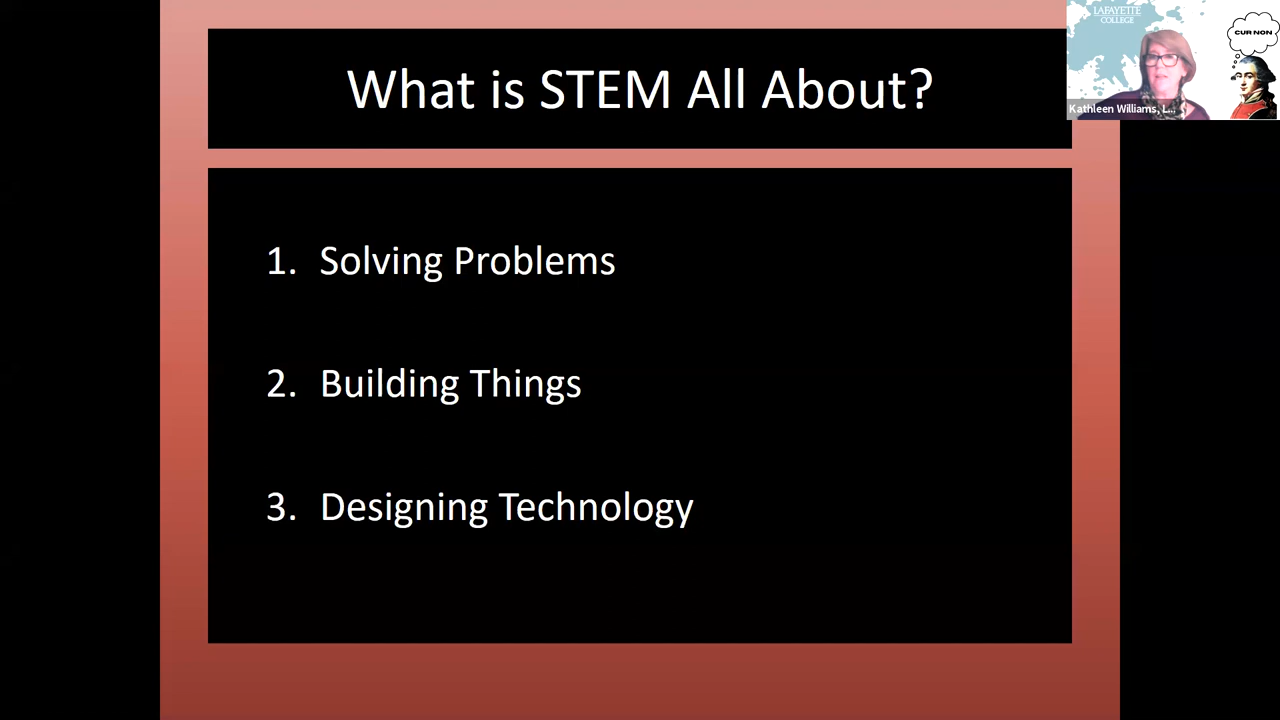 What is STEM All About?
1. Solving Problems
2. Building Things
3. Designing Technology
LAFAYETTE
COLLEGE
CUR NON
Kathleen Williams, L...